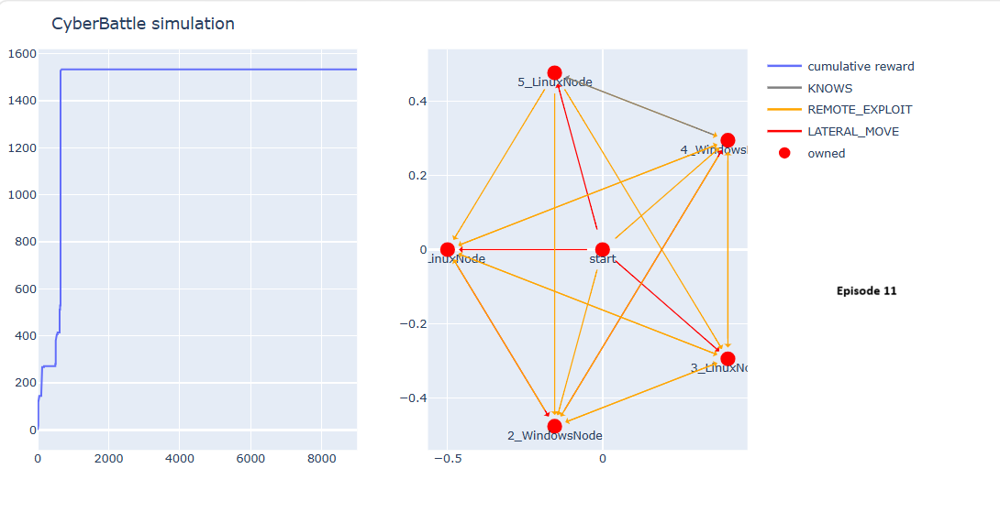 CyberBattle simulation
1600
1400
1200
1000
800
600
400
200
0
0
2000
4000
6000
8000
0.4
0.2
0
−0.2
−0.4
−0.5
0
5_LinuxNode
4_Windows
LinuxNode
start
3_LinuxNo
2_WindowsNode
cumulative reward
KNOWS
REMOTE_EXPLOIT
LATERAL_MOVE
owned
Episode 11